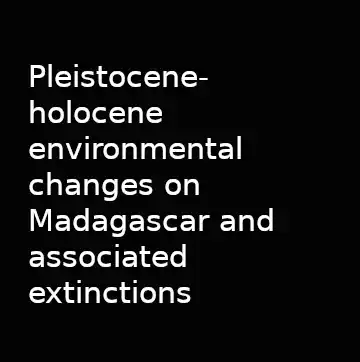 Pleistocene-
holocene
environmental
changes on
Madagascar and
associated
extinctions